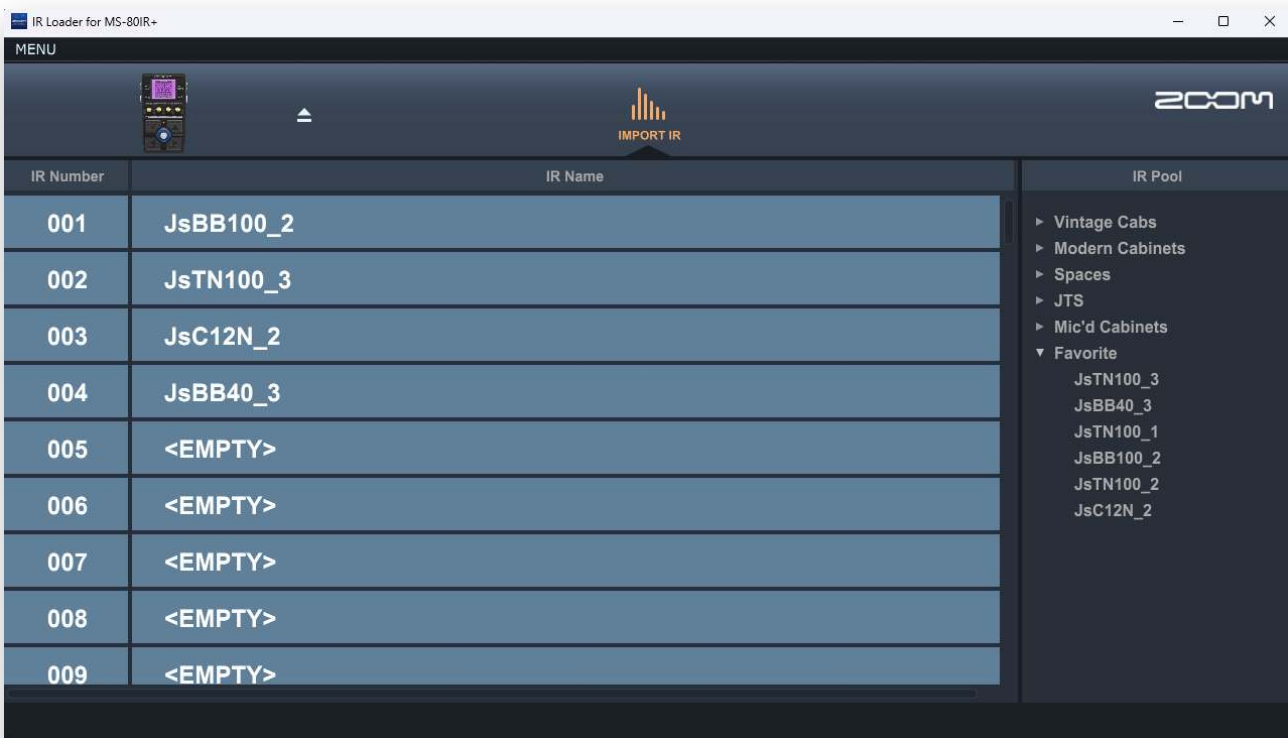 IR Loader for MS-80IR+
MENU
IMPORT IR
ZOOM
IR Number IR Name IR Pool
001 JsBB100_2
002 JsTN100_3
003 JsC12N_2
004 JsBB40_3
005 <EMPTY>
006 <EMPTY>
007 <EMPTY>
008 <EMPTY>
009 <EMPTY>
Vintage Cabs
Modern Cabinets
Spaces
JTS
Mic'd Cabinets
Favorite
JsTN100_3
JsBB40_3
JsTN100_1
JsBB100_2
JsTN100_2
JsC12N_2